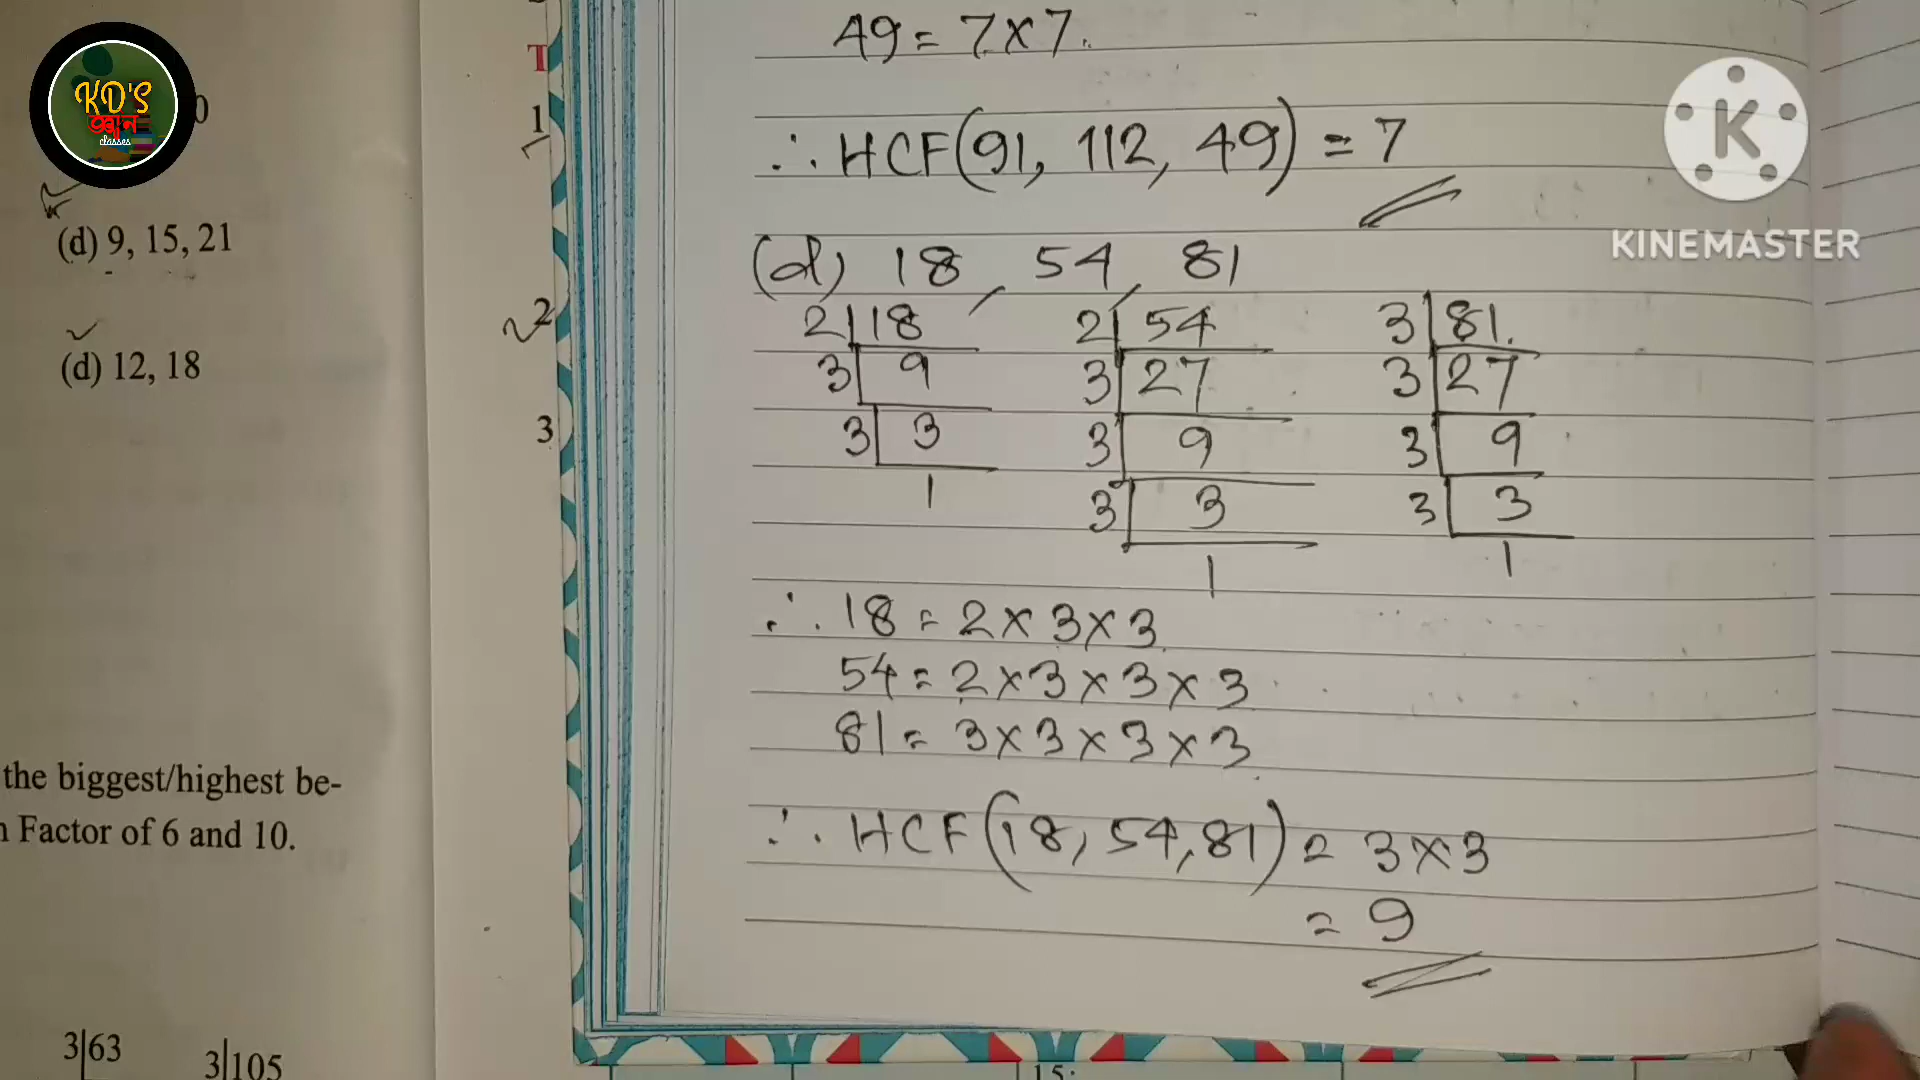 KD'S
জ্ঞান
classes
0
(d) 9, 15, 21
(d) 12, 18
the biggest/highest be-
Factor of 6 and 10.
3|63 3|105
T
1
2
3
49 = 7×7.
∴ HCF(91, 112, 49) = 7
(d) 18, 54, 81
2|18 2|54 3|81.
3|9 3|27 3|27
3|3 3|9 3|9
1 3|3 3|3
1 1
∴ 18 = 2×3×3
54 = 2×3×3×3
81 = 3×3×3×3
∴ HCF(18, 54, 81) = 3×3
= 9
15:
K
KINEMASTER